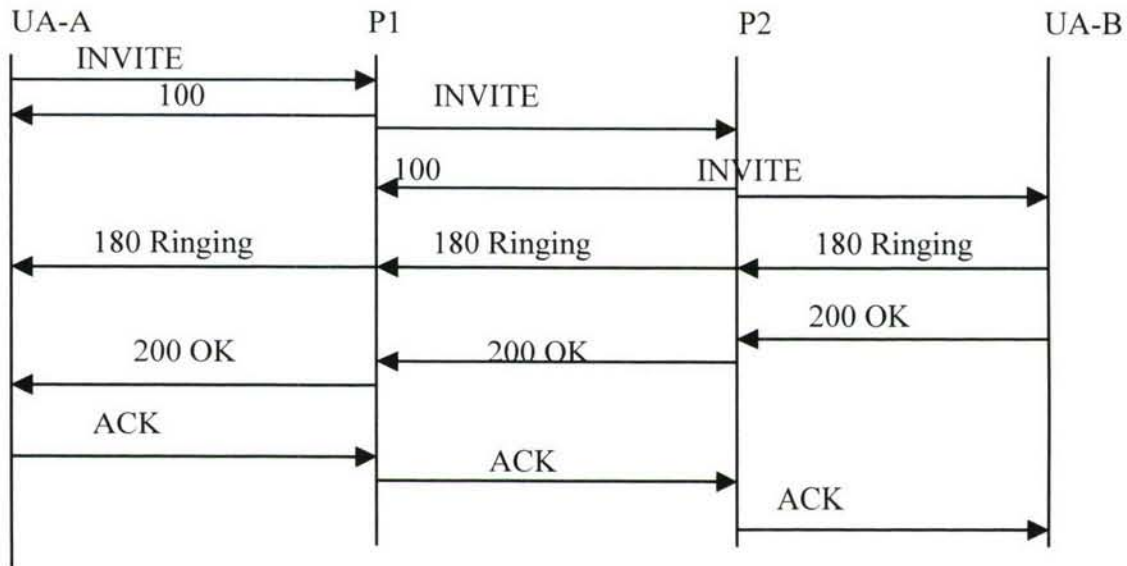 UA-A P1 P2 UA-B
INVITE
100 INVITE
100 INVITE
180 Ringing 180 Ringing 180 Ringing
200 OK
200 OK 200 OK
ACK
ACK
ACK